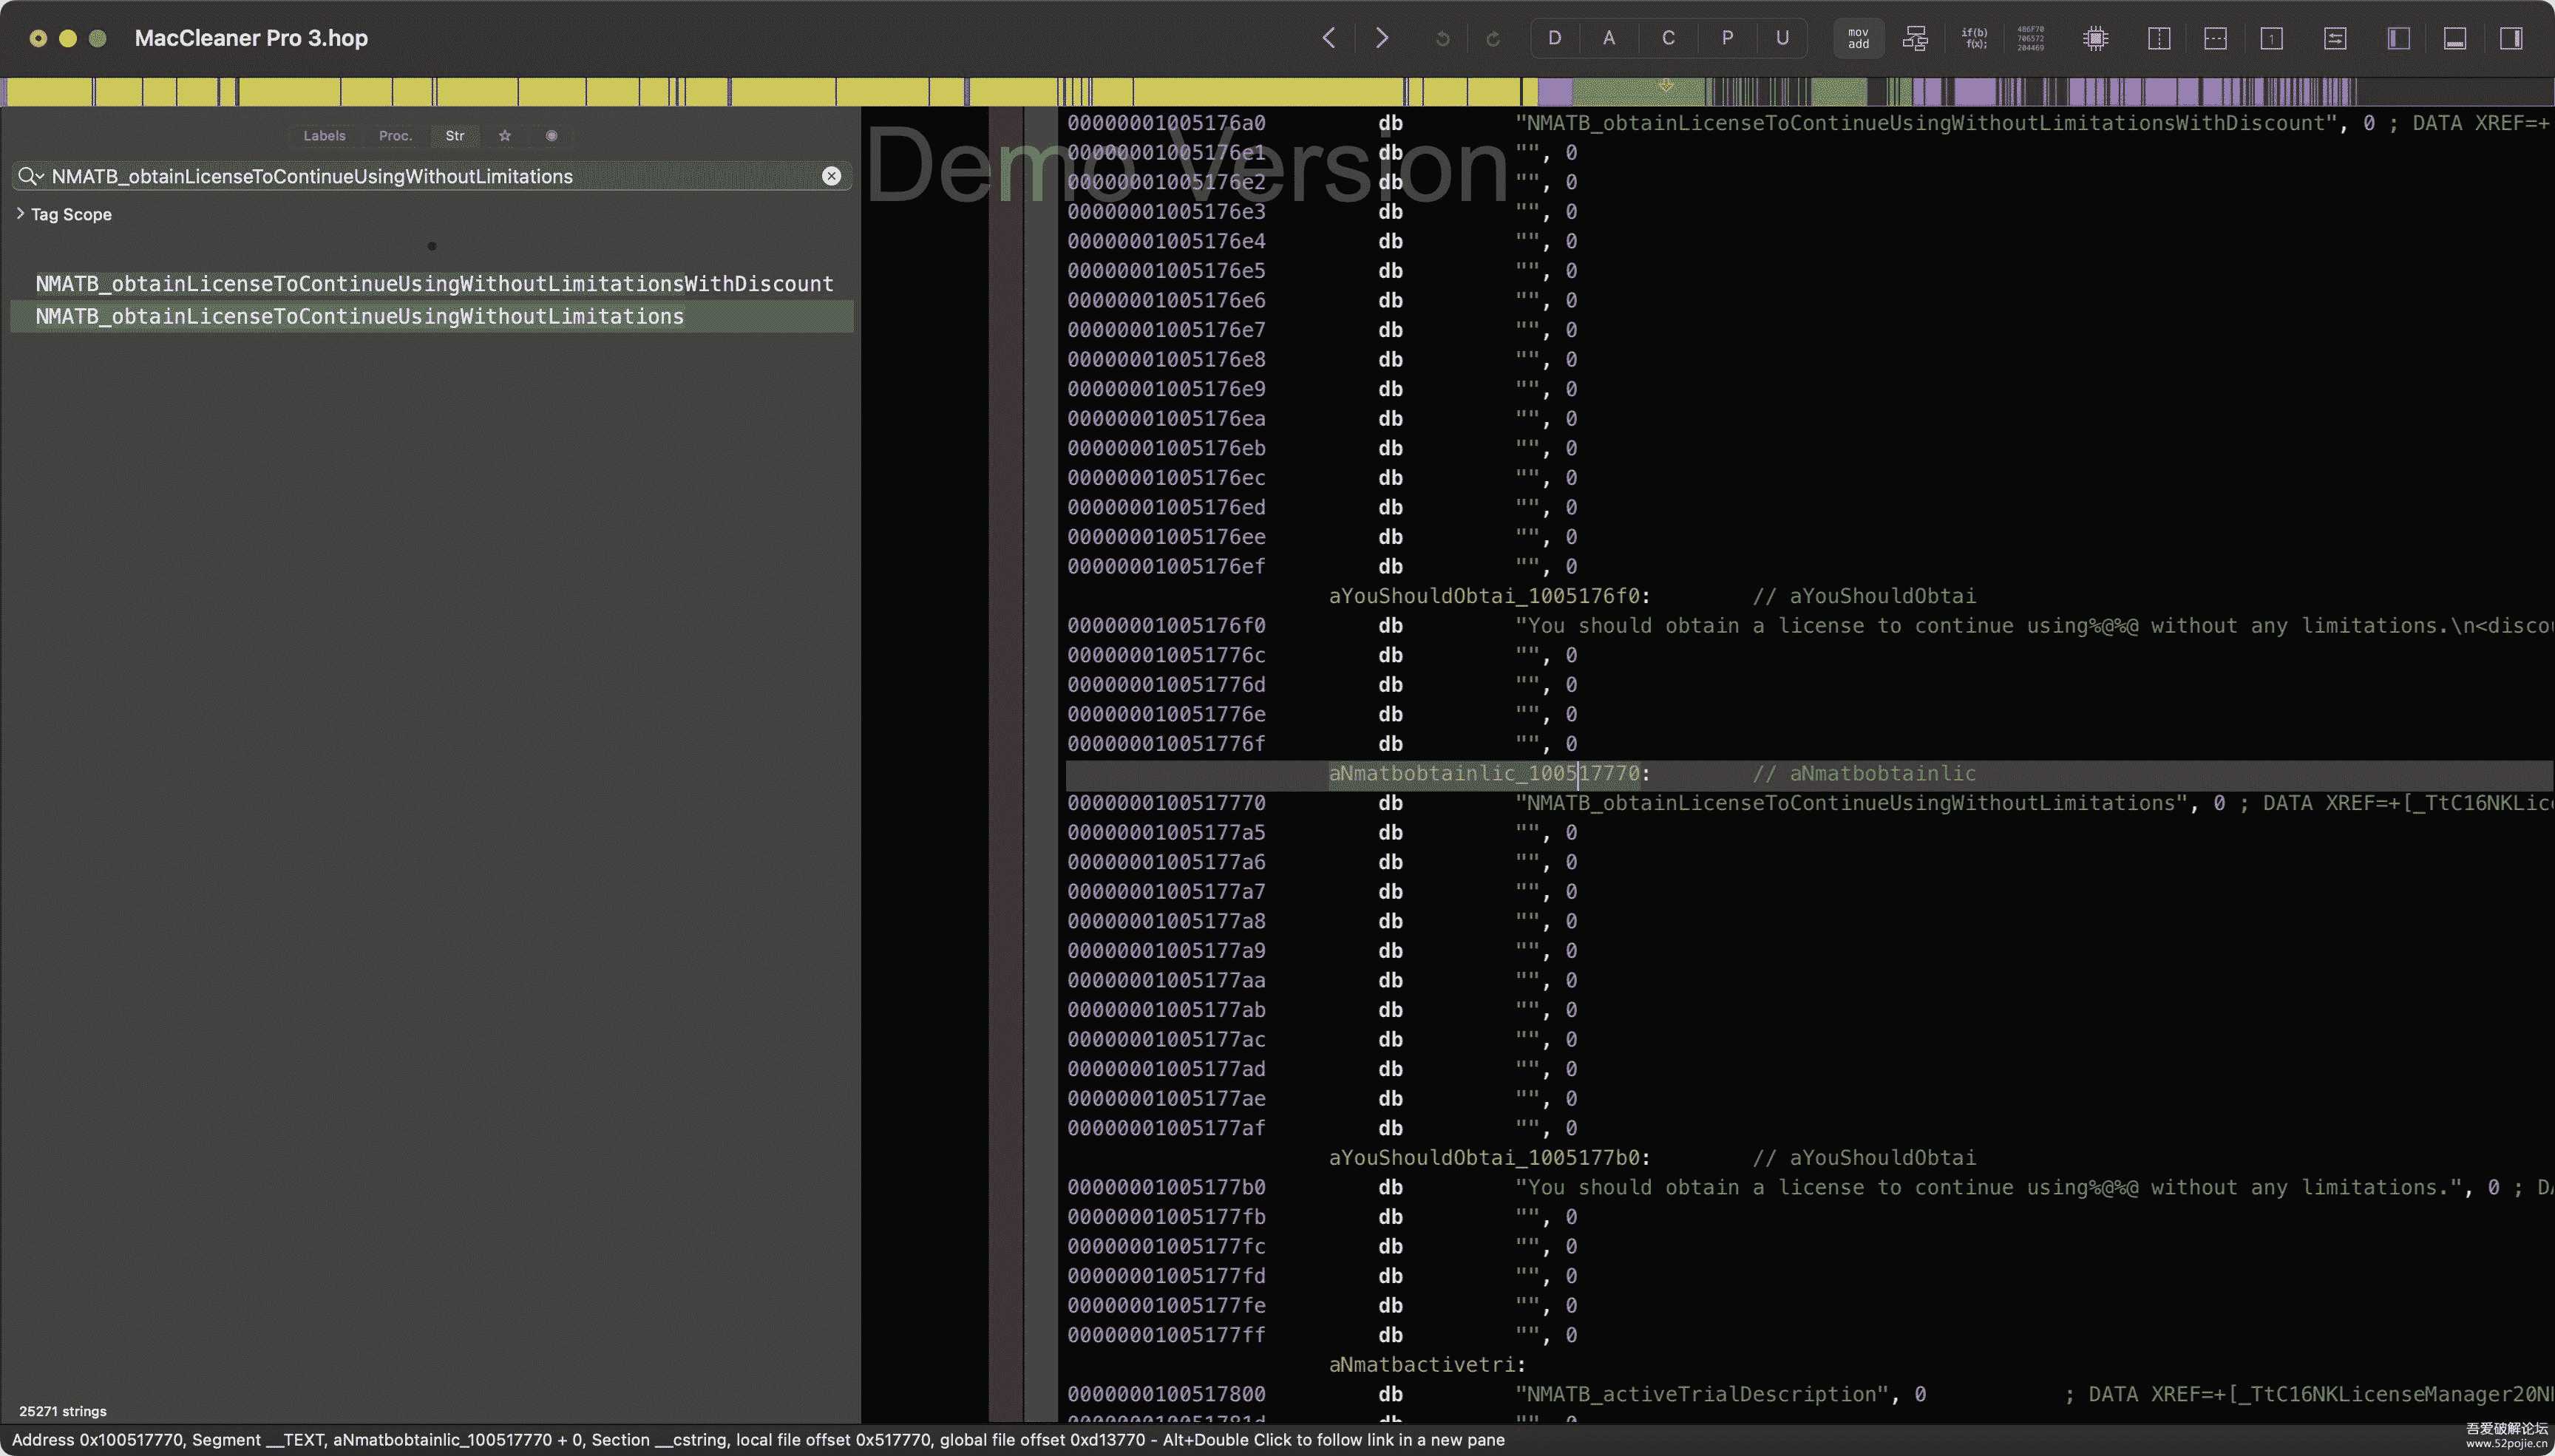 MacCleaner Pro 3.hop
D A C P U
mov add
if(b) f(x);
486F70 706572 204469
1
Labels Proc. Str
NMATB_obtainLicenseToContinueUsingWithoutLimitations
Tag Scope
NMATB_obtainLicenseToContinueUsingWithoutLimitationsWithDiscount
NMATB_obtainLicenseToContinueUsingWithoutLimitations
25271 strings
Demo Version
00000001005176a0 db "NMATB_obtainLicenseToContinueUsingWithoutLimitationsWithDiscount", 0 ; DATA XREF=+
00000001005176e1 db "", 0
00000001005176e2 db "", 0
00000001005176e3 db "", 0
00000001005176e4 db "", 0
00000001005176e5 db "", 0
00000001005176e6 db "", 0
00000001005176e7 db "", 0
00000001005176e8 db "", 0
00000001005176e9 db "", 0
00000001005176ea db "", 0
00000001005176eb db "", 0
00000001005176ec db "", 0
00000001005176ed db "", 0
00000001005176ee db "", 0
00000001005176ef db "", 0
aYouShouldObtai_1005176f0: // aYouShouldObtai
00000001005176f0 db "You should obtain a license to continue using%@%@ without any limitations.\n<disco
000000010051776c db "", 0
000000010051776d db "", 0
000000010051776e db "", 0
000000010051776f db "", 0
aNmatbobtainlic_100517770: // aNmatbobtainlic
0000000100517770 db "NMATB_obtainLicenseToContinueUsingWithoutLimitations", 0 ; DATA XREF=+[_TtC16NKLic
00000001005177a5 db "", 0
00000001005177a6 db "", 0
00000001005177a7 db "", 0
00000001005177a8 db "", 0
00000001005177a9 db "", 0
00000001005177aa db "", 0
00000001005177ab db "", 0
00000001005177ac db "", 0
00000001005177ad db "", 0
00000001005177ae db "", 0
00000001005177af db "", 0
aYouShouldObtai_1005177b0: // aYouShouldObtai
00000001005177b0 db "You should obtain a license to continue using%@%@ without any limitations.", 0 ; D
00000001005177fb db "", 0
00000001005177fc db "", 0
00000001005177fd db "", 0
00000001005177fe db "", 0
00000001005177ff db "", 0
aNmatbactivetri:
0000000100517800 db "NMATB_activeTrialDescription", 0 ; DATA XREF=+[_TtC16NKLicenseManager20N
000000010051781d db "", 0
Address 0x100517770, Segment __TEXT, aNmatbobtainlic_100517770 + 0, Section __cstring, local file offset 0x517770, global file offset 0xd13770 - Alt+Double Click to follow link in a new pane
吾爱破解论坛
www.52pojie.cn